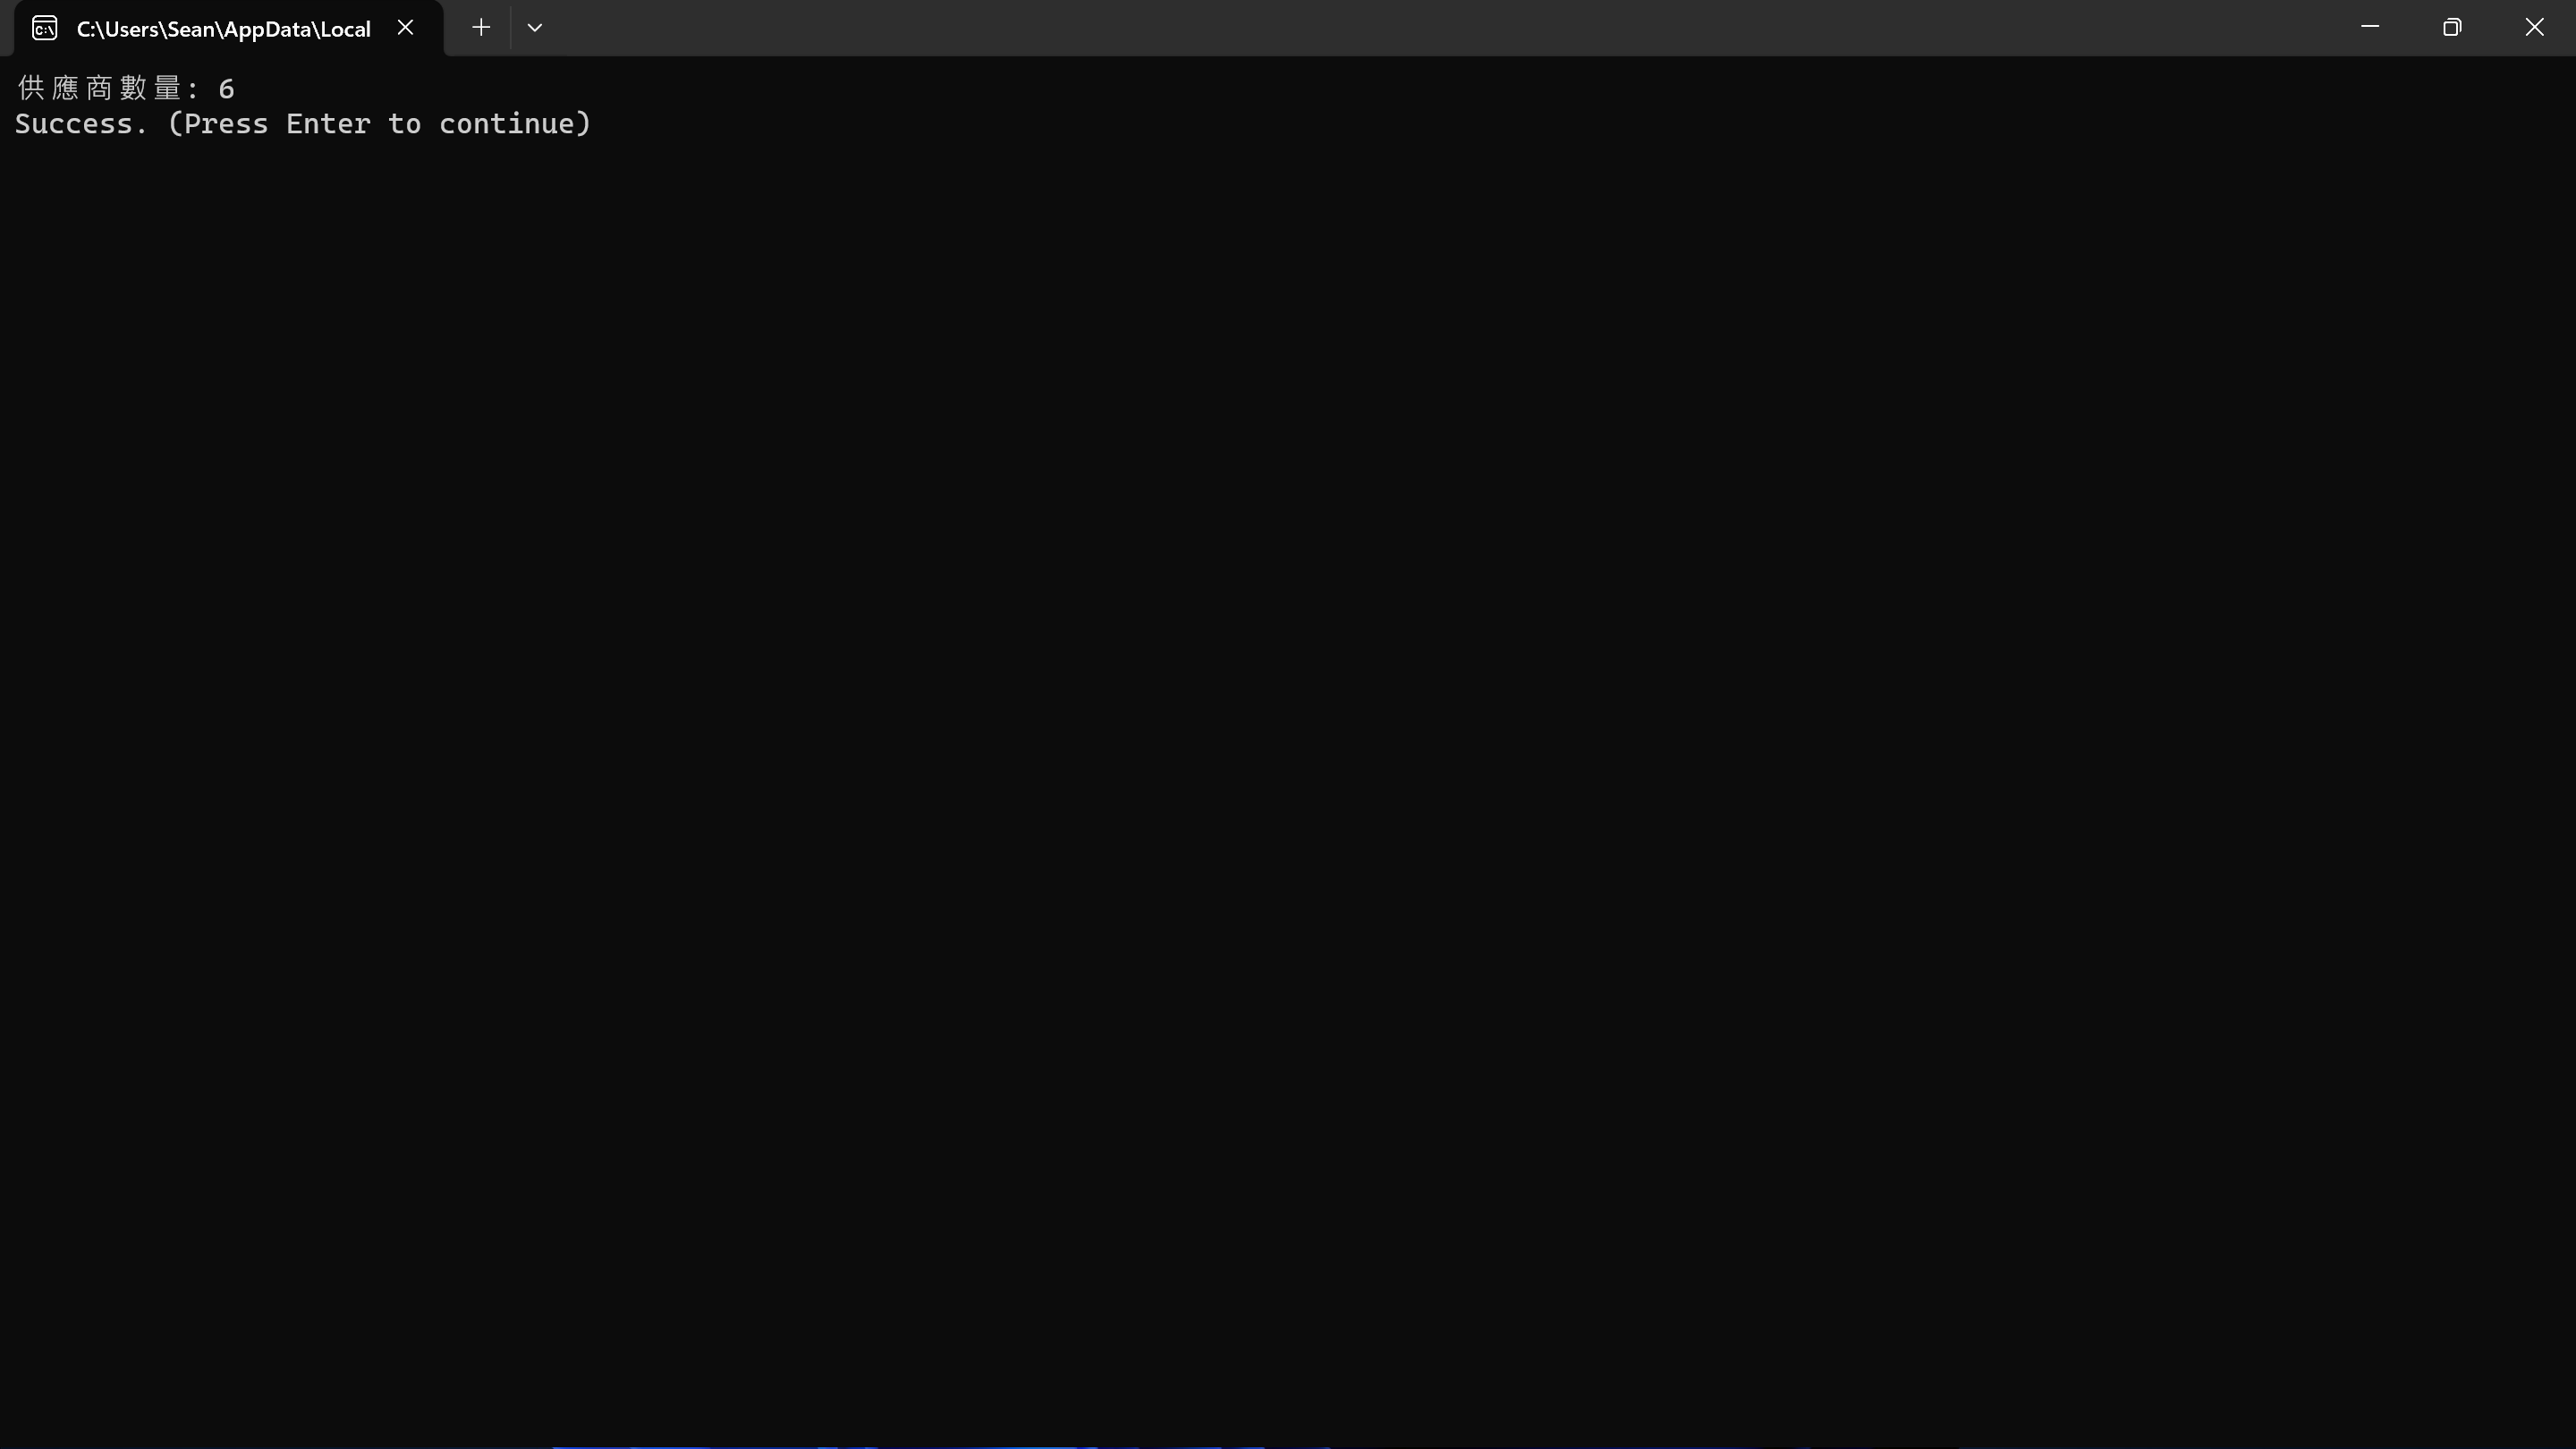 C:\Users\Sean\AppData\Local
供應商數量: 6
Success. (Press Enter to continue)